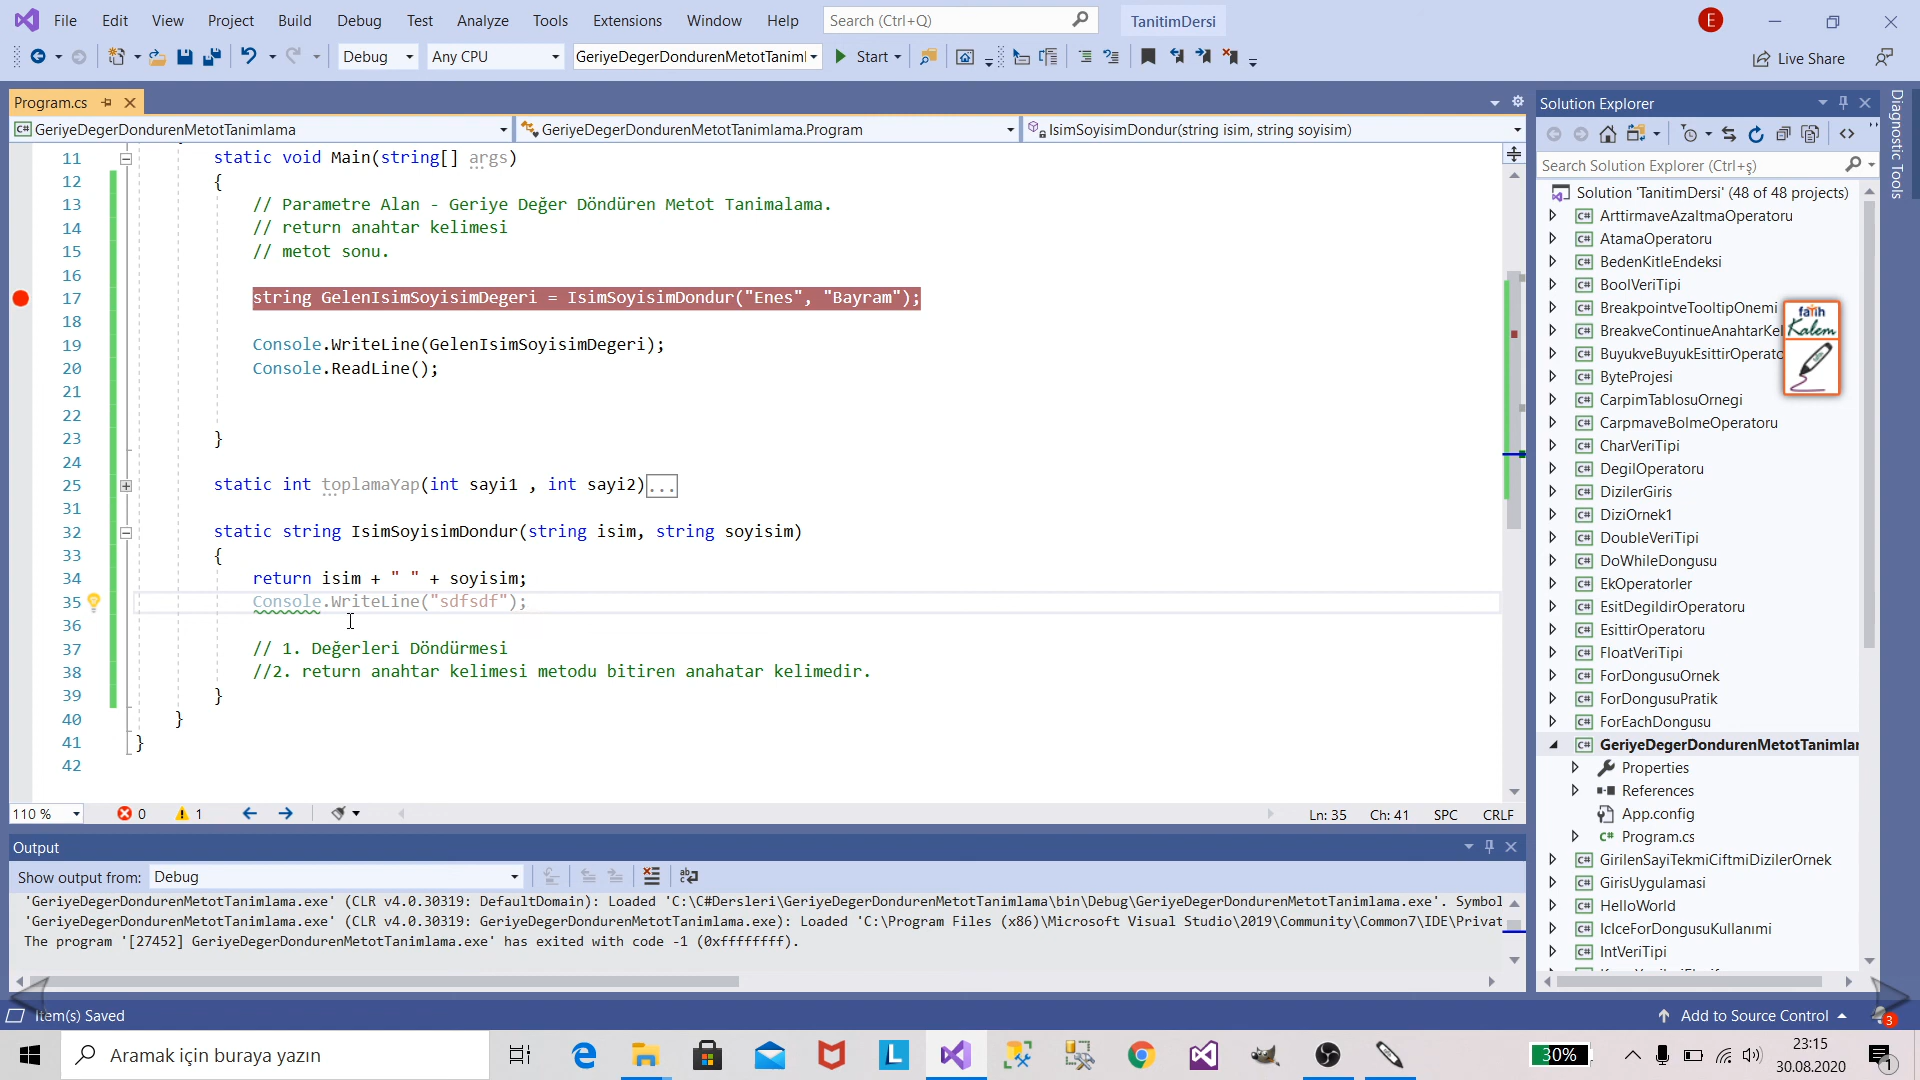 File Edit View Project Build Debug Test Analyze Tools Extensions Window Help Search (Ctrl+Q) TanitimDersi E
Debug Any CPU GeriyeDegerDondurenMetotTaniml Start Live Share
Program.cs
GeriyeDegerDondurenMetotTanimlama GeriyeDegerDondurenMetotTanimlama.Program IsimSoyisimDondur(string isim, string soyisim)
11 static void Main(string[] args)
12 {
13 // Parametre Alan - Geriye Değer Döndüren Metot Tanimalama.
14 // return anahtar kelimesi
15 // metot sonu.
16
17 string GelenIsimSoyisimDegeri = IsimSoyisimDondur("Enes", "Bayram");
18
19 Console.WriteLine(GelenIsimSoyisimDegeri);
20 Console.ReadLine();
21
22
23 }
24
25 static int toplamaYap(int sayi1 , int sayi2)...
31
32 static string IsimSoyisimDondur(string isim, string soyisim)
33 {
34 return isim + " " + soyisim;
35 Console.WriteLine("sdfsdf");
36
37 // 1. Değerleri Döndürmesi
38 //2. return anahtar kelimesi metodu bitiren anahatar kelimedir.
39 }
40 }
41 }
42
110 % 0 1 Ln: 35 Ch: 41 SPC CRLF
Output
Show output from: Debug
'GeriyeDegerDondurenMetotTanimlama.exe' (CLR v4.0.30319: DefaultDomain): Loaded 'C:\C#Dersleri\GeriyeDegerDondurenMetotTanimlama\bin\Debug\GeriyeDegerDondurenMetotTanimlama.exe'. Symbol
'GeriyeDegerDondurenMetotTanimlama.exe' (CLR v4.0.30319: GeriyeDegerDondurenMetotTanimlama.exe): Loaded 'C:\Program Files (x86)\Microsoft Visual Studio\2019\Community\Common7\IDE\Privat
The program '[27452] GeriyeDegerDondurenMetotTanimlama.exe' has exited with code -1 (0xffffffff).
Solution Explorer
Search Solution Explorer (Ctrl+ş)
Solution 'TanitimDersi' (48 of 48 projects)
ArttirmaveAzaltmaOperatoru
AtamaOperatoru
BedenKitleEndeksi
BoolVeriTipi
BreakpointveTooltipOnemi
BreakveContinueAnahtarKel
BuyukveBuyukEsittirOperato
ByteProjesi
CarpimTablosuOrnegi
CarpmaveBolmeOperatoru
CharVeriTipi
DegilOperatoru
DizilerGiris
DiziOrnek1
DoubleVeriTipi
DoWhileDongusu
EkOperatorler
EsitDegildirOperatoru
EsittirOperatoru
FloatVeriTipi
ForDongusuOrnek
ForDongusuPratik
ForEachDongusu
GeriyeDegerDondurenMetotTanimlar
Properties
References
App.config
Program.cs
GirilenSayiTekmiCiftmiDizilerOrnek
GirisUygulamasi
HelloWorld
IcIceForDongusuKullanımı
IntVeriTipi
fatih
Kalem
Diagnostic Tools
Item(s) Saved Add to Source Control 3
Aramak için buraya yazın 30% 23:15
30.08.2020 1